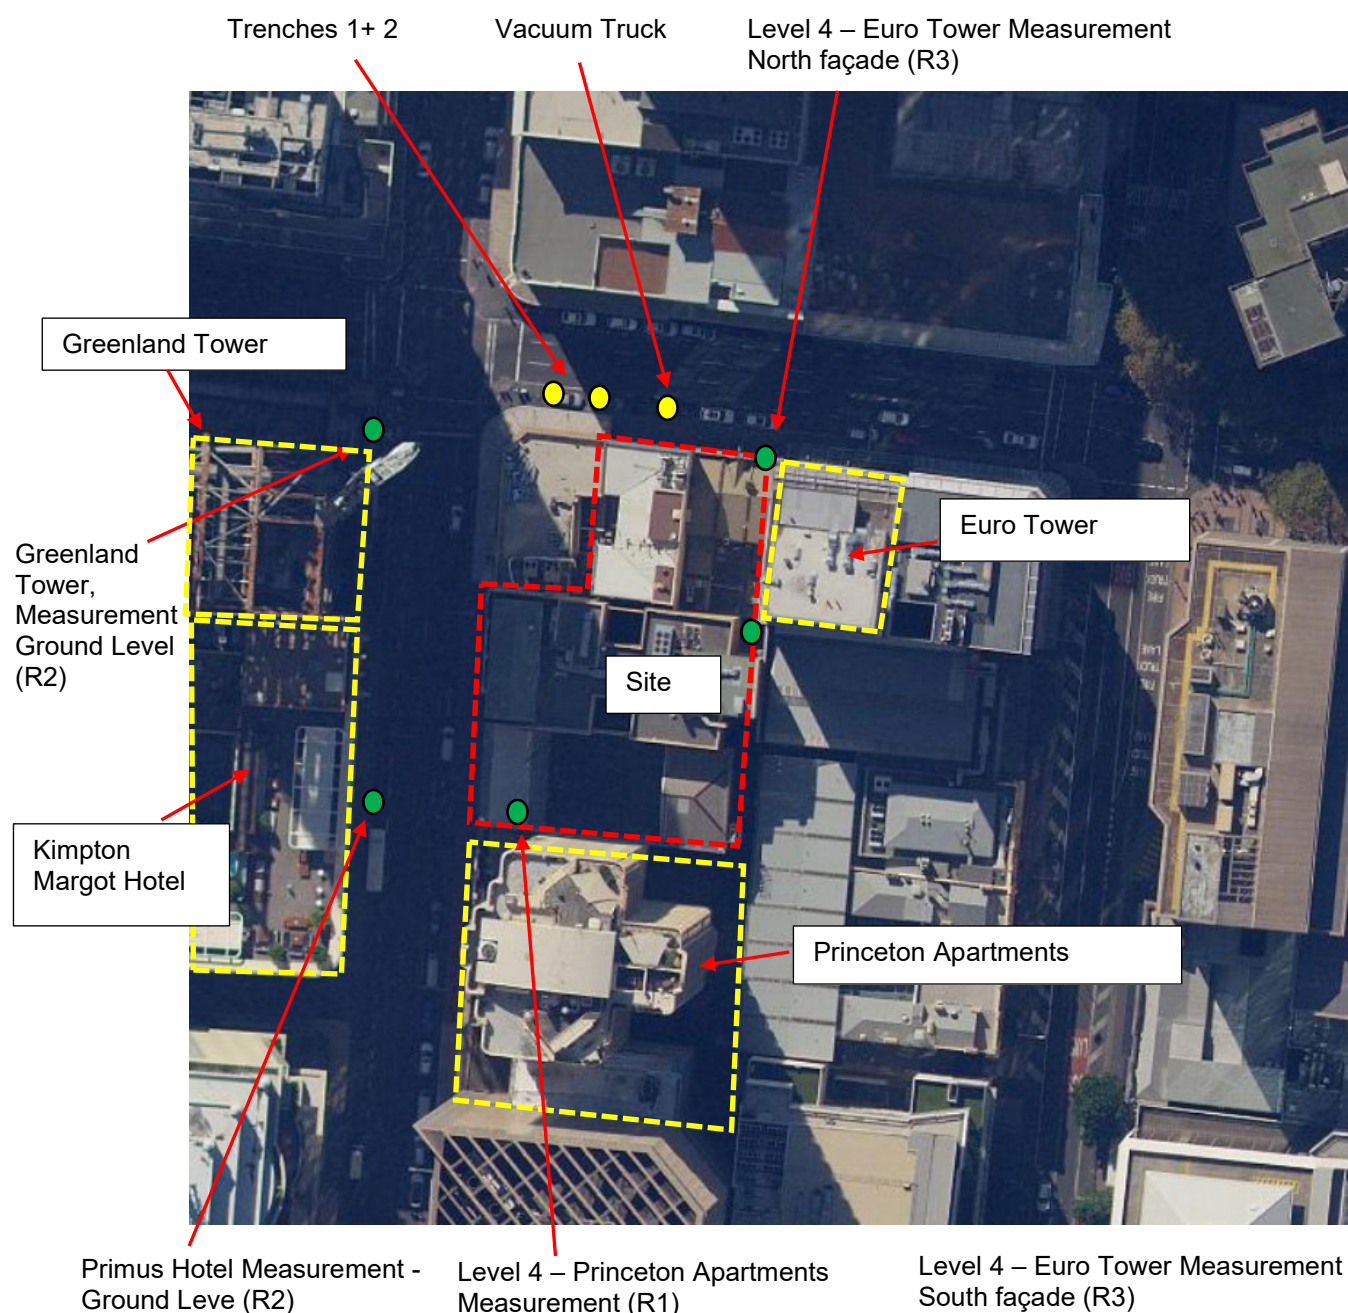 Trenches 1+ 2
Vacuum Truck
Level 4 – Euro Tower Measurement
North façade (R3)
Greenland Tower
Euro Tower
Greenland
Tower,
Measurement
Ground Level
(R2)
Site
Kimpton
Margot Hotel
Princeton Apartments
Primus Hotel Measurement -
Ground Leve (R2)
Level 4 – Princeton Apartments
Measurement (R1)
Level 4 – Euro Tower Measurement
South façade (R3)